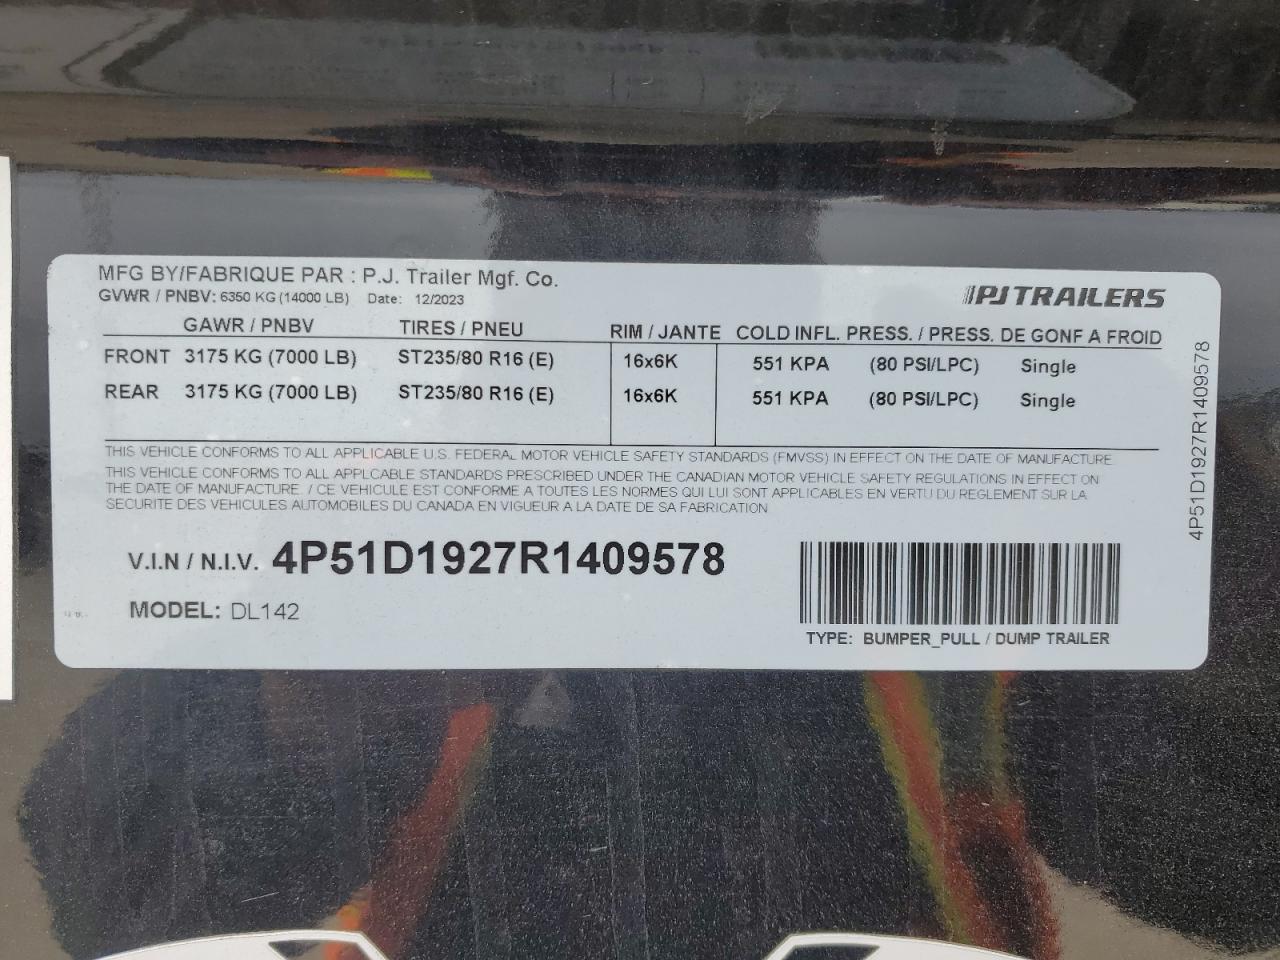 MFG BY/FABRIQUE PAR : P.J. Trailer Mgf. Co.
GVWR / PNBV: 6350 KG (14000 LB) Date: 12/2023
PJ TRAILERS
GAWR / PNBV TIRES / PNEU RIM / JANTE COLD INFL. PRESS. / PRESS. DE GONF A FROID
FRONT 3175 KG (7000 LB) ST235/80 R16 (E) 16x6K 551 KPA (80 PSI/LPC) Single
REAR 3175 KG (7000 LB) ST235/80 R16 (E) 16x6K 551 KPA (80 PSI/LPC) Single
THIS VEHICLE CONFORMS TO ALL APPLICABLE U.S. FEDERAL MOTOR VEHICLE SAFETY STANDARDS (FMVSS) IN EFFECT ON THE DATE OF MANUFACTURE
THIS VEHICLE CONFORMS TO ALL APPLICABLE STANDARDS PRESCRIBED UNDER THE CANADIAN MOTOR VEHICLE SAFETY REGULATIONS IN EFFECT ON
THE DATE OF MANUFACTURE. / CE VEHICULE EST CONFORME A TOUTES LES NORMES QUI LUI SONT APPLICABLES EN VERTU DU REGLEMENT SUR LA
SECURITE DES VEHICULES AUTOMOBILES DU CANADA EN VIGUEUR A LA DATE DE SA FABRICATION
V.I.N / N.I.V. 4P51D1927R1409578
MODEL: DL142
TYPE: BUMPER_PULL / DUMP TRAILER
4P51D1927R1409578